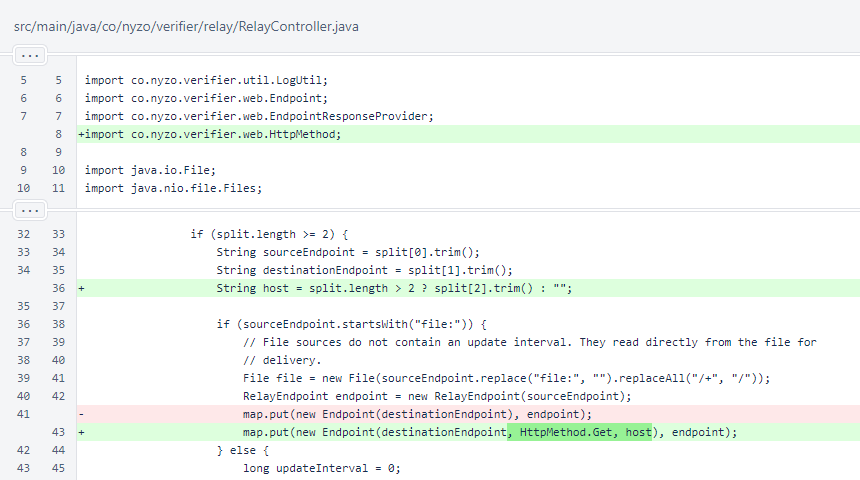 src/main/java/co/nyzo/verifier/relay/RelayController.java
...
5 5 import co.nyzo.verifier.util.LogUtil;
6 6 import co.nyzo.verifier.web.Endpoint;
7 7 import co.nyzo.verifier.web.EndpointResponseProvider;
8 +import co.nyzo.verifier.web.HttpMethod;
8 9
9 10 import java.io.File;
10 11 import java.nio.file.Files;
...
32 33 if (split.length >= 2) {
33 34 String sourceEndpoint = split[0].trim();
34 35 String destinationEndpoint = split[1].trim();
36 + String host = split.length > 2 ? split[2].trim() : "";
35 37
36 38 if (sourceEndpoint.startsWith("file:")) {
37 39 // File sources do not contain an update interval. They read directly from the file for
38 40 // delivery.
39 41 File file = new File(sourceEndpoint.replace("file:", "").replaceAll("/+", "/"));
40 42 RelayEndpoint endpoint = new RelayEndpoint(sourceEndpoint);
41 - map.put(new Endpoint(destinationEndpoint), endpoint);
43 + map.put(new Endpoint(destinationEndpoint, HttpMethod.Get, host), endpoint);
42 44 } else {
43 45 long updateInterval = 0;